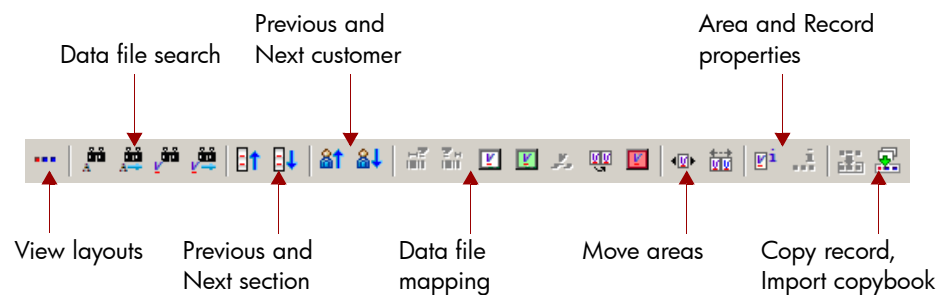 Previous and
Next customer
Area and Record
properties
Data file search
View layouts
Previous and
Next section
Data file
mapping
Move areas
Copy record,
Import copybook